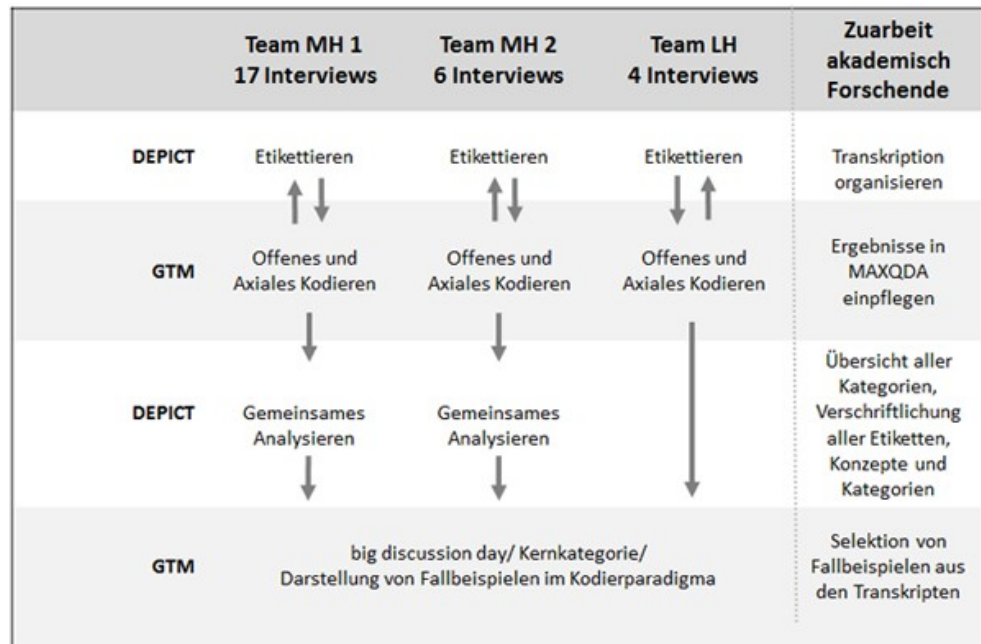 Team MH 1
17 Interviews
Team MH 2
6 Interviews
Team LH
4 Interviews
Zuarbeit
akademisch
Forschende
DEPICT
Etikettieren
Etikettieren
Etikettieren
Transkription
organisieren
GTM
Offenes und
Axiales Kodieren
Offenes und
Axiales Kodieren
Offenes und
Axiales Kodieren
Ergebnisse in
MAXQDA
einpflegen
DEPICT
Gemeinsames
Analysieren
Gemeinsames
Analysieren
Übersicht aller
Kategorien,
Verschriftlichung
aller Etiketten,
Konzepte und
Kategorien
GTM
big discussion day/ Kernkategorie/
Darstellung von Fallbeispielen im Kodierparadigma
Selektion von
Fallbeispielen aus
den Transkripten